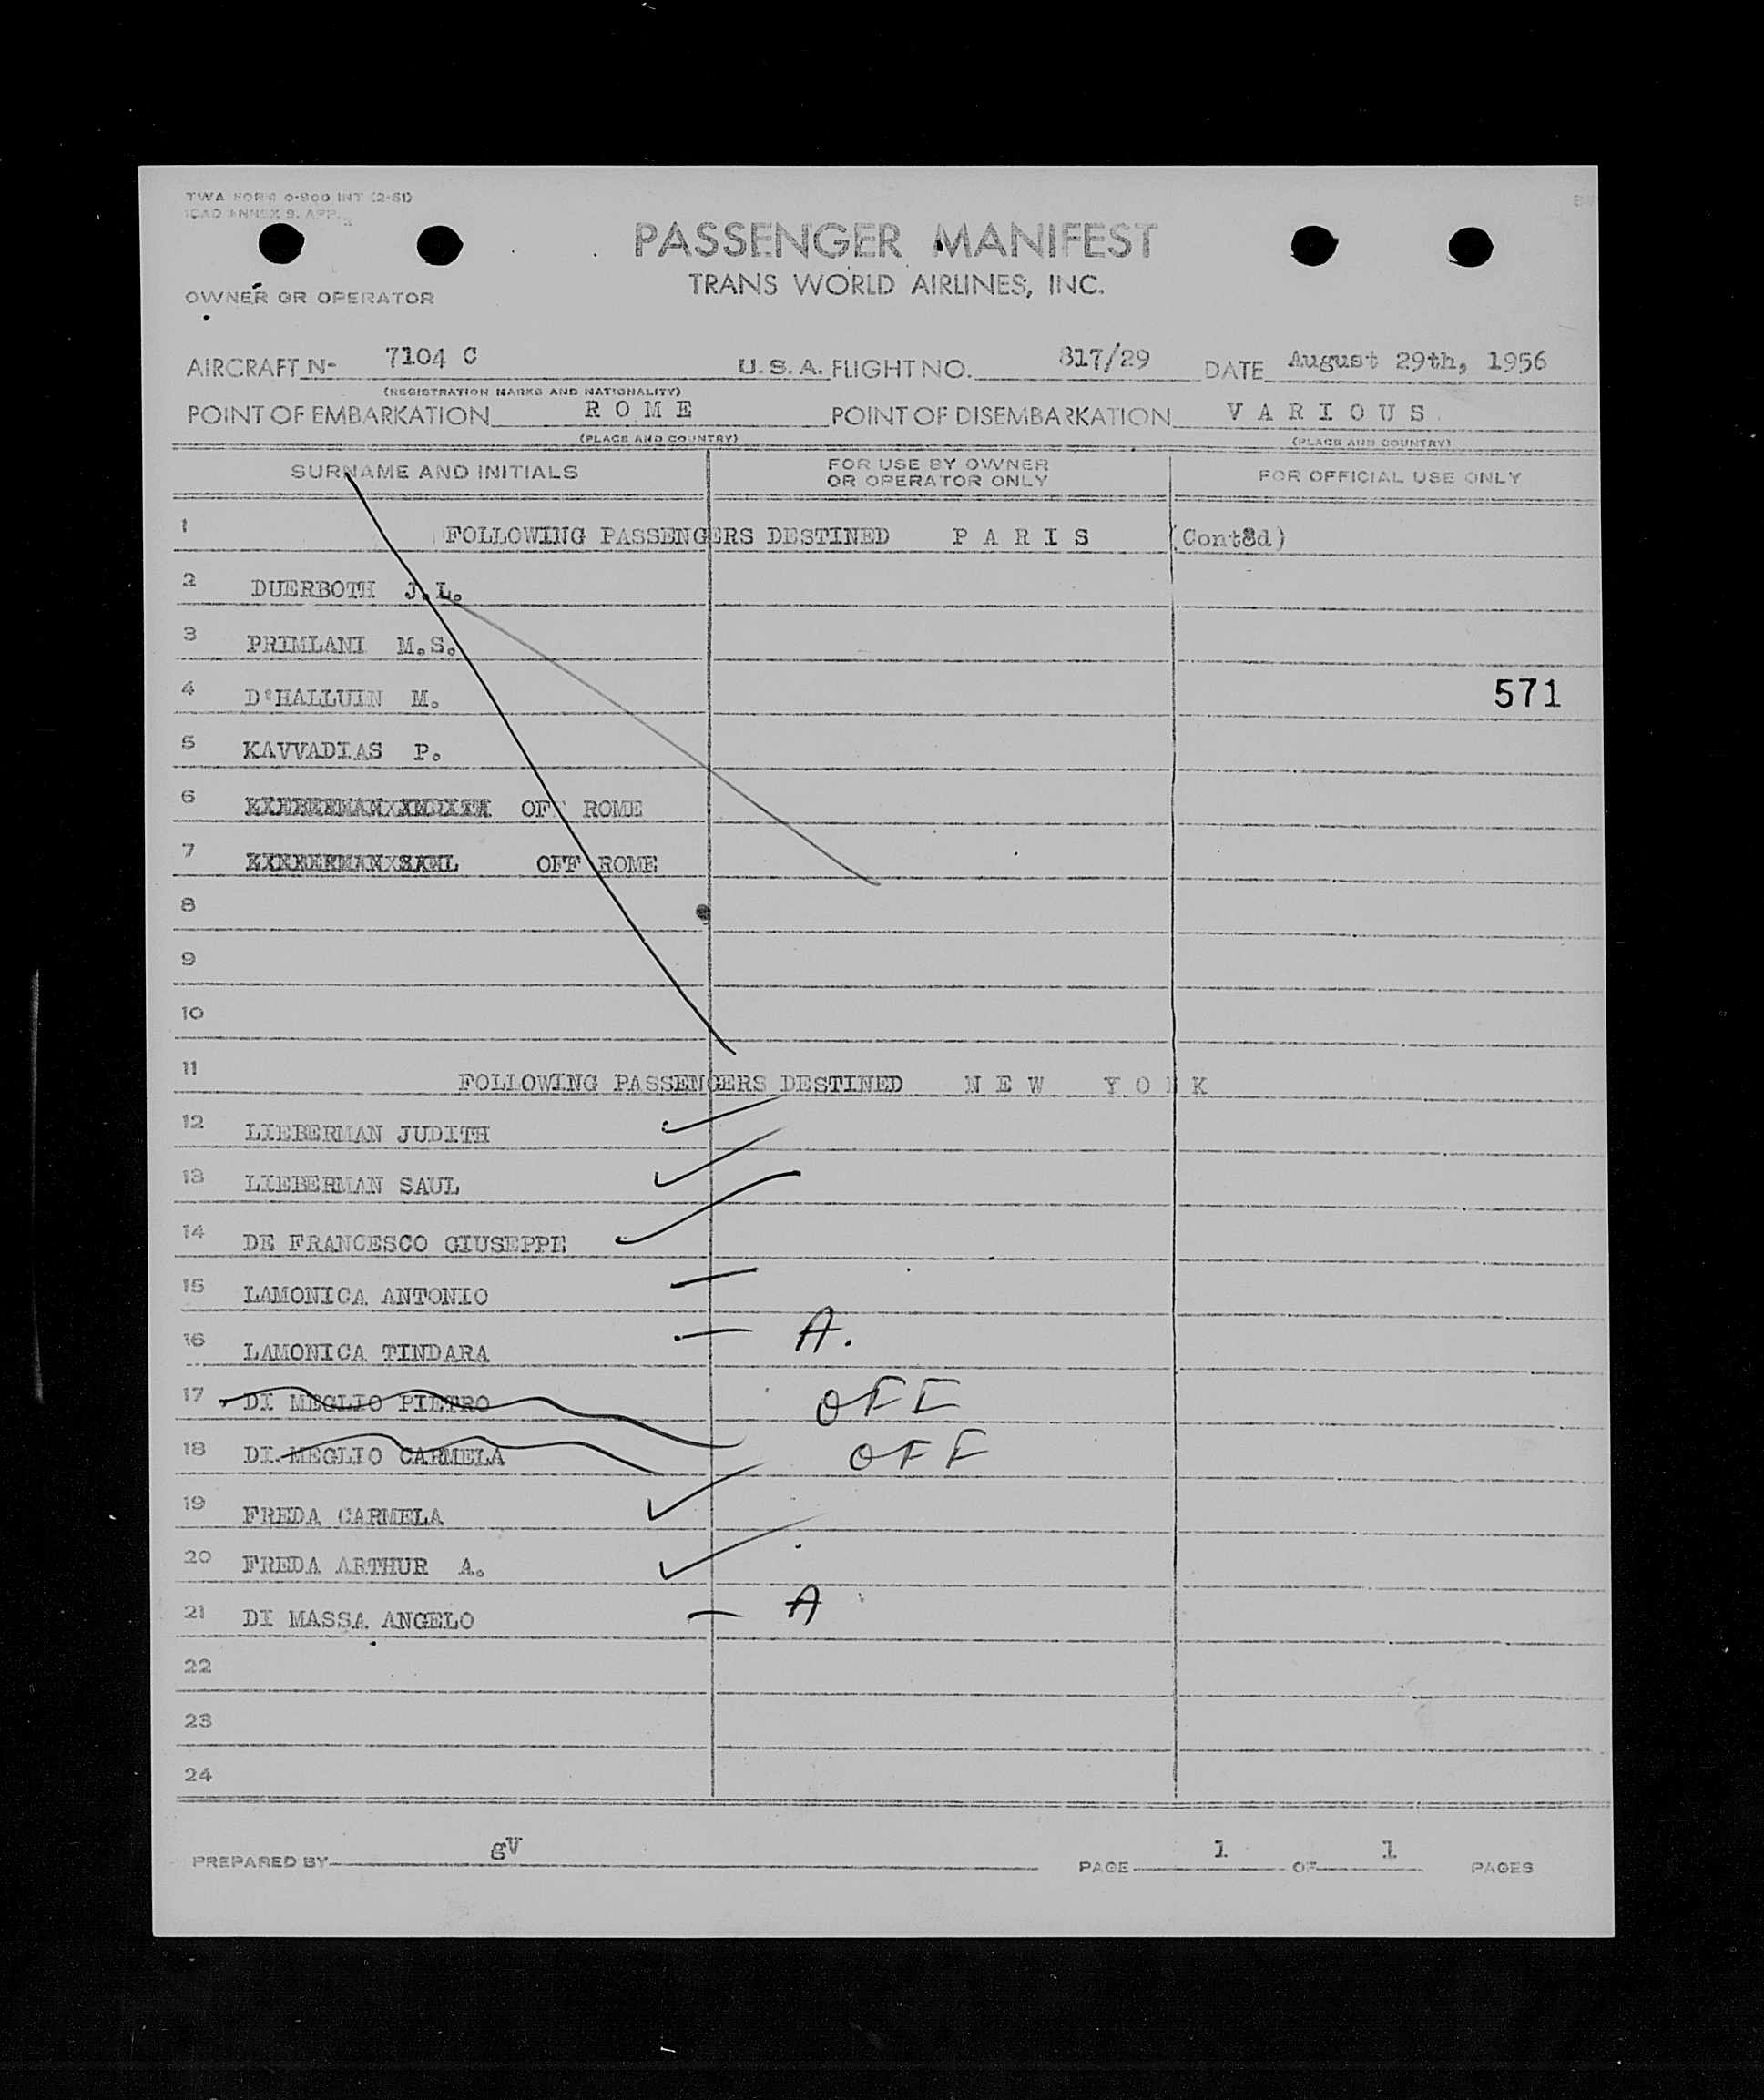 TWA FORM 0-900 INT (2-51)
ICAO ANNEX 9. APP.
PASSENGER MANIFEST
TRANS WORLD AIRLINES, INC.
OWNER OR OPERATOR
AIRCRAFT N- 7104 C U.S.A. FLIGHT NO. 817/29 DATE August 29th, 1956
(REGISTRATION MARKS AND NATIONALITY)
POINT OF EMBARKATION R O M E POINT OF DISEMBARKATION V A R I O U S
(PLACE AND COUNTRY) (PLACE AND COUNTRY)
SURNAME AND INITIALS FOR USE BY OWNER OR OPERATOR ONLY FOR OFFICIAL USE ONLY
1 FOLLOWING PASSENGERS DESTINED P A R I S (Cont8d)
2 DUERBOTH J.L.
3 PRIMLANI M.S.
4 D'HALLUIN M. 571
5 KAVVADIAS P.
6 OFF ROME
7 OFF ROME
8
9
10
11 FOLLOWING PASSENGERS DESTINED N E W Y O R K
12 LIEBERMAN JUDITH
13 LIEBERMAN SAUL
14 DE FRANCESCO GIUSEPPE
15 LAMONICA ANTONIO
16 LAMONICA TINDARA A.
17 DI MEGLIO PIETRO OFF
18 DI MEGLIO CARMELA OFF
19 FREDA CARMELA
20 FREDA ARTHUR A.
21 DI MASSA ANGELO A
22
23
24
PREPARED BY gV PAGE 1 OF 1 PAGES